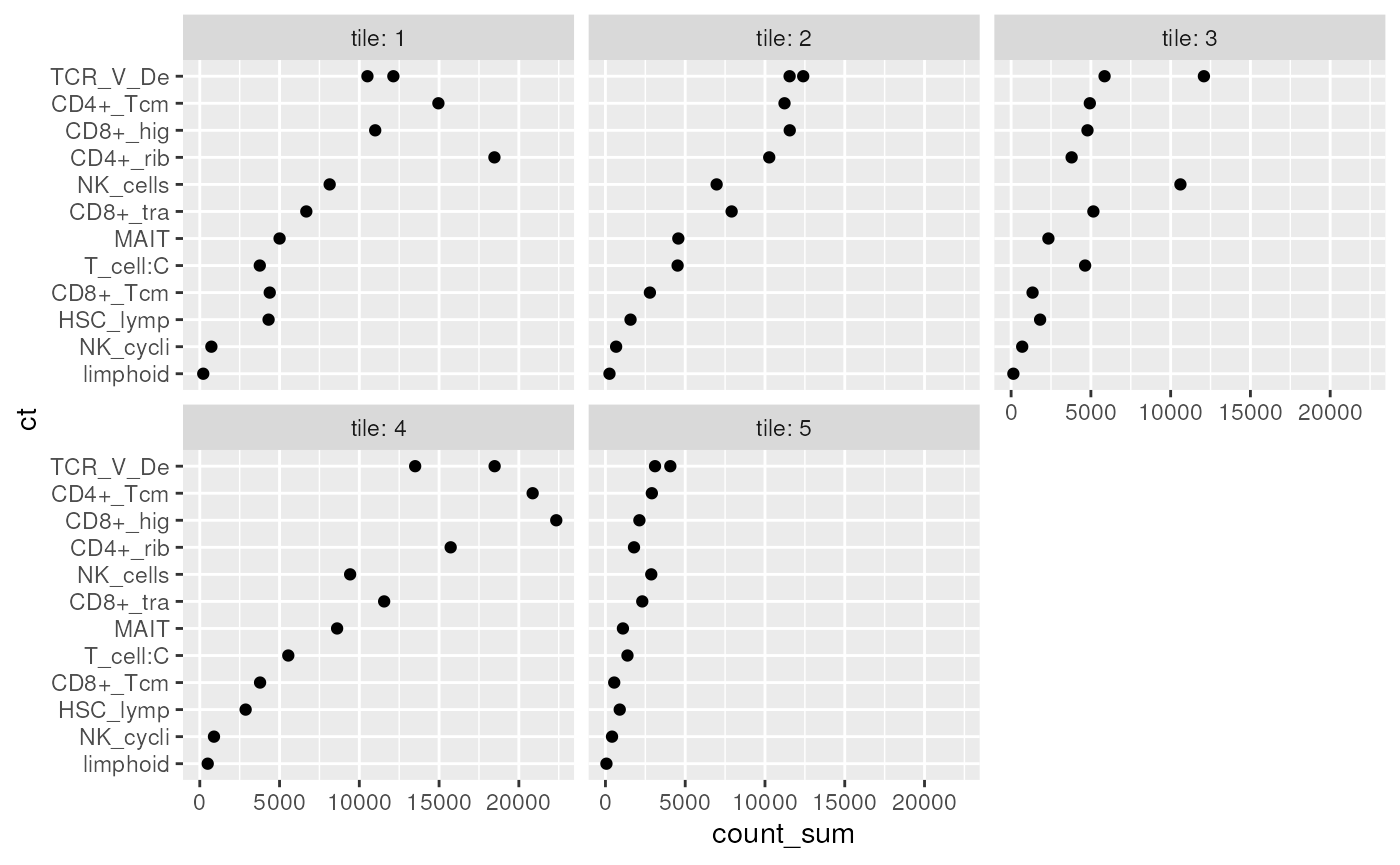 tile: 1
tile: 2
tile: 3
TCR_V_De
CD4+_Tcm
CD8+_hig
CD4+_rib
NK_cells
CD8+_tra
MAIT
T_cell:C
CD8+_Tcm
HSC_lymp
NK_cycli
limphoid
0 5000 10000 15000 20000
ct
tile: 4
tile: 5
TCR_V_De
CD4+_Tcm
CD8+_hig
CD4+_rib
NK_cells
CD8+_tra
MAIT
T_cell:C
CD8+_Tcm
HSC_lymp
NK_cycli
limphoid
0 5000 10000 15000 20000
0 5000 10000 15000 20000
count_sum